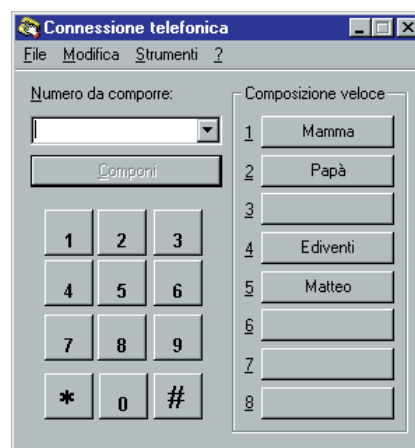 Connessione telefonica
File Modifica Strumenti ?
Numero da comporre:
Componi
1 2 3
4 5 6
7 8 9
* 0 #
Composizione veloce
1 Mamma
2 Papà
3
4 Ediventi
5 Matteo
6
7
8